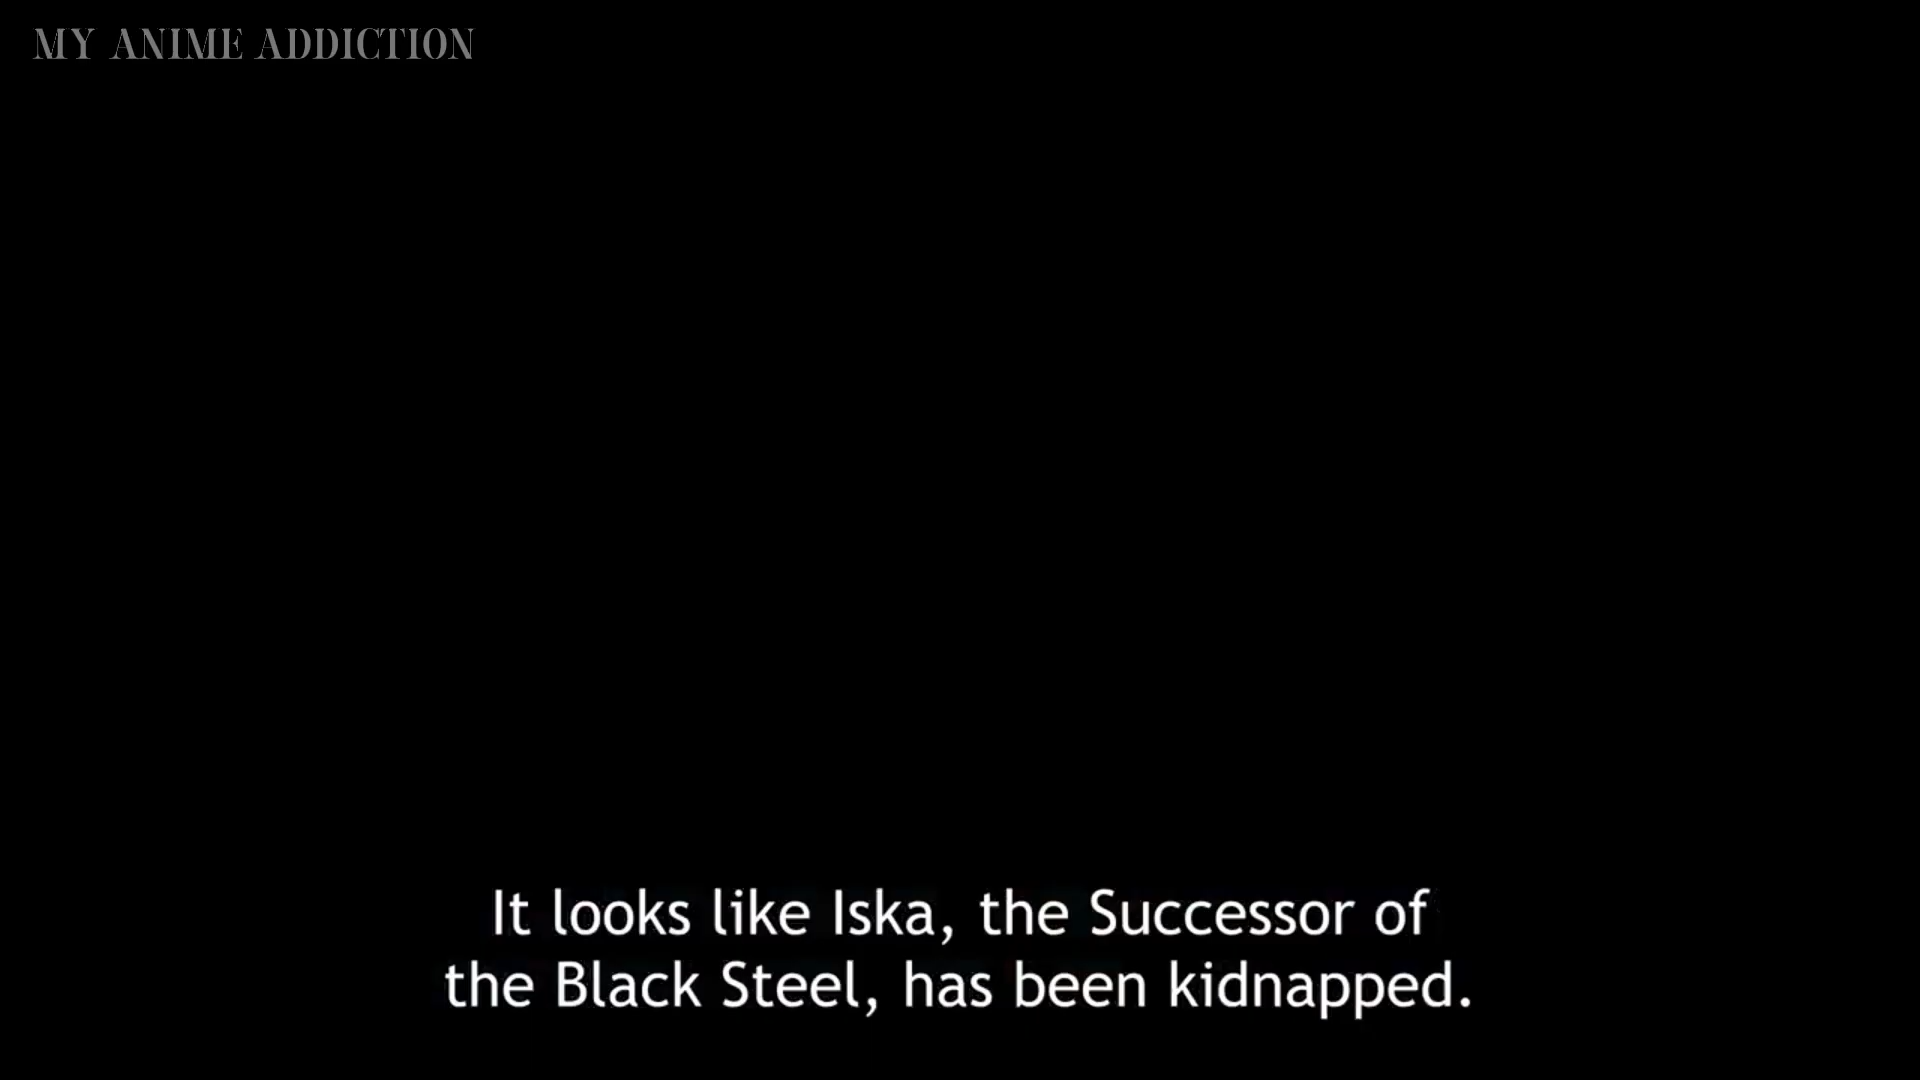 MY ANIME ADDICTION
It looks like Iska, the Successor of
the Black Steel, has been kidnapped.